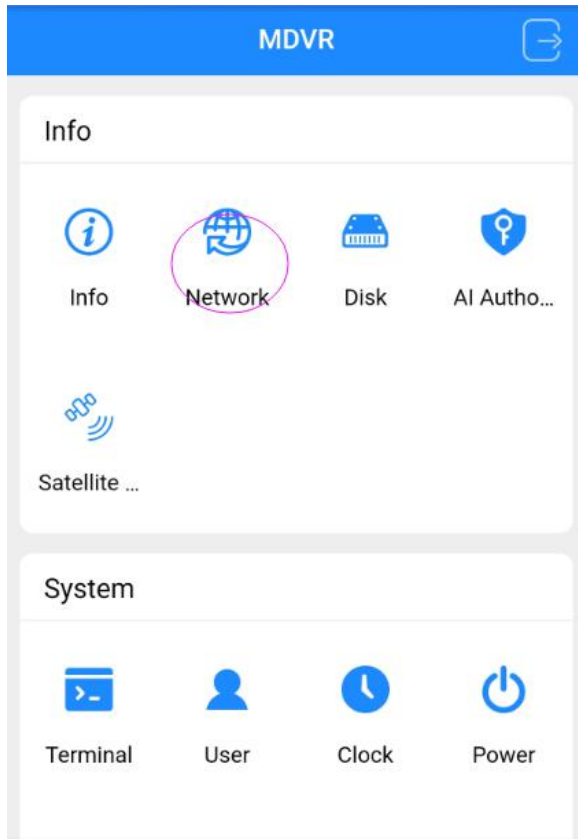 MDVR
Info
Info Network Disk AI Autho...
Satellite ...
System
Terminal User Clock Power